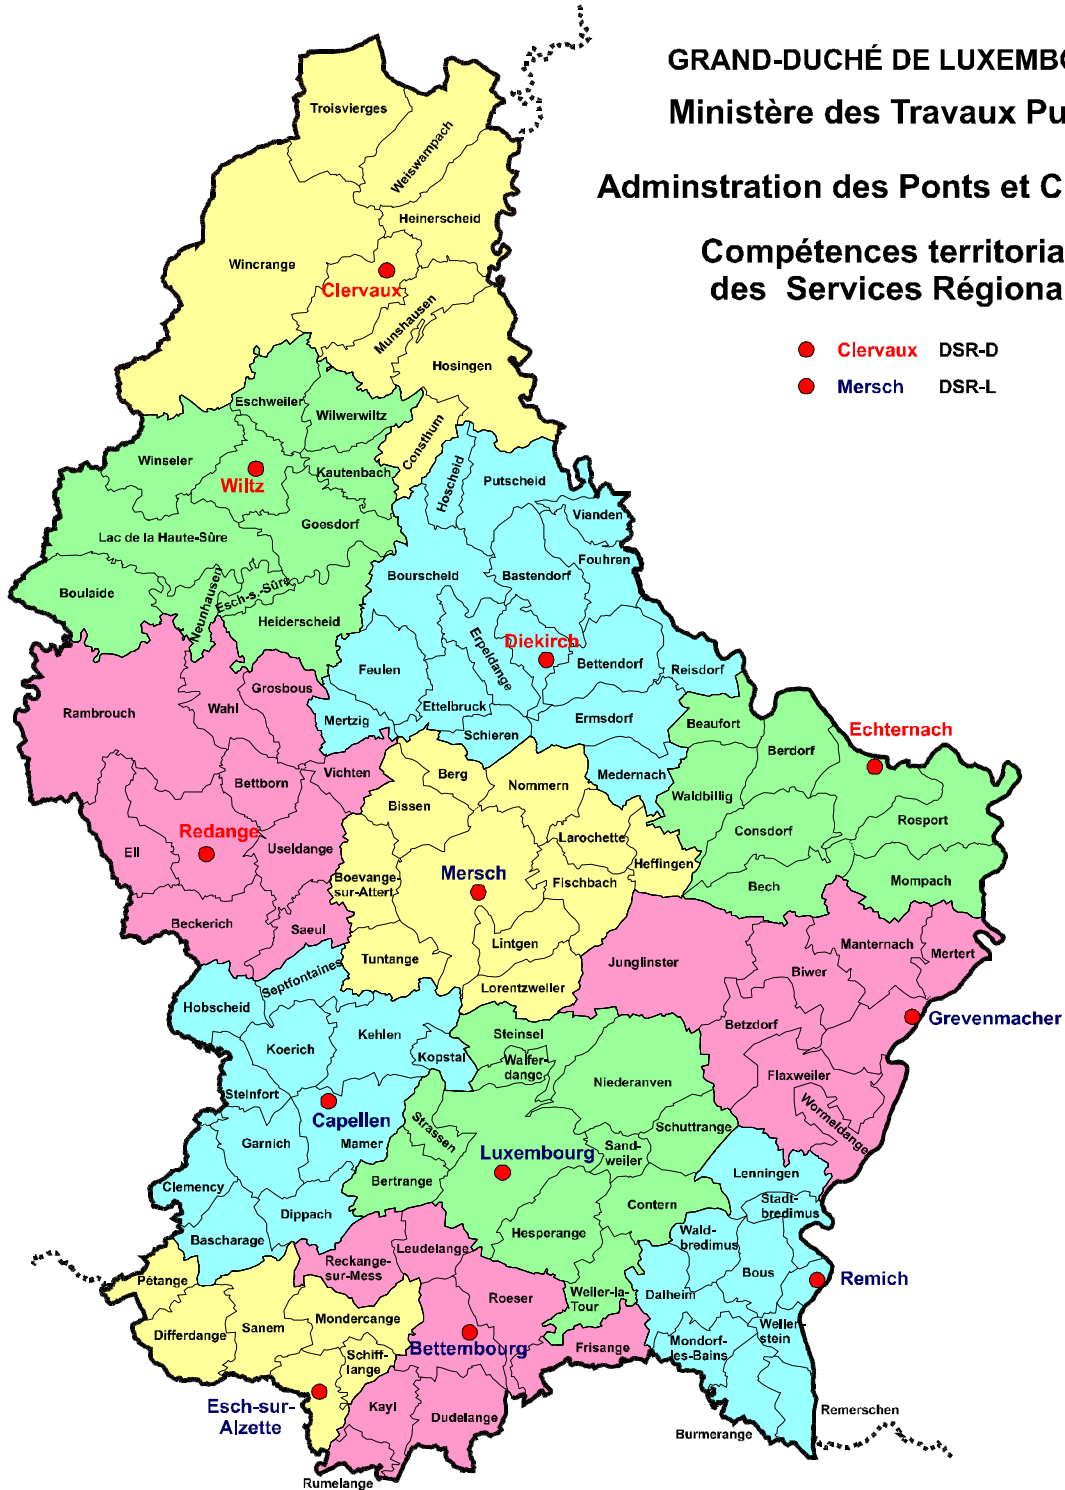 GRAND-DUCHÉ DE LUXEMBO
Ministère des Travaux Pu
Adminstration des Ponts et C
Compétences territoria
des Services Régiona
Clervaux DSR-D
Mersch DSR-L
Troisvierges
Weiswampach
Heinerscheid
Wincrange
Clervaux
Munshausen
Hosingen
Eschweiler
Wilwerwiltz
Consthum
Winseler
Wiltz
Kautenbach
Hoscheid
Putscheid
Vianden
Goesdorf
Lac de la Haute-Sûre
Fouhren
Boulaide
Neunhausen
Esch-s.-Sûre
Bourscheid
Bastendorf
Heiderscheid
Erpeldange
Diekirch
Feulen
Bettendorf
Reisdorf
Grosbous
Rambrouch
Wahl
Mertzig
Ettelbruck
Schieren
Ermsdorf
Beaufort
Echternach
Berdorf
Vichten
Bettborn
Berg
Nommern
Medernach
Waldbillig
Bissen
Rosport
Redange
Useldange
Ell
Larochette
Consdorf
Heffingen
Boevange-
sur-Attert
Mersch
Fischbach
Bech
Mompach
Beckerich
Saeul
Lintgen
Manternach
Mertert
Tuntange
Junglinster
Biwer
Septfontaines
Lorentzweiler
Hobscheid
Betzdorf
Grevenmacher
Kehlen
Steinsel
Koerich
Kopstal
Walfer-
dange
Niederanven
Flaxweiler
Steinfort
Wormeldange
Capellen
Strassen
Schuttrange
Garnich
Mamer
Luxembourg
Sand-
weiler
Lenningen
Clemency
Bertrange
Stadt-
bredimus
Contern
Dippach
Hesperange
Wald-
bredimus
Bascharage
Leudelange
Reckange-
sur-Mess
Bous
Remich
Pétange
Roeser
Weiler-la-
Tour
Dalheim
Mondercange
Sanem
Differdange
Weller-
stein
Bettembourg
Frisange
Mondorf-
les-Bains
Schiff-
lange
Esch-sur-
Alzette
Kayl
Dudelange
Remerschen
Burmerange
Rumelange